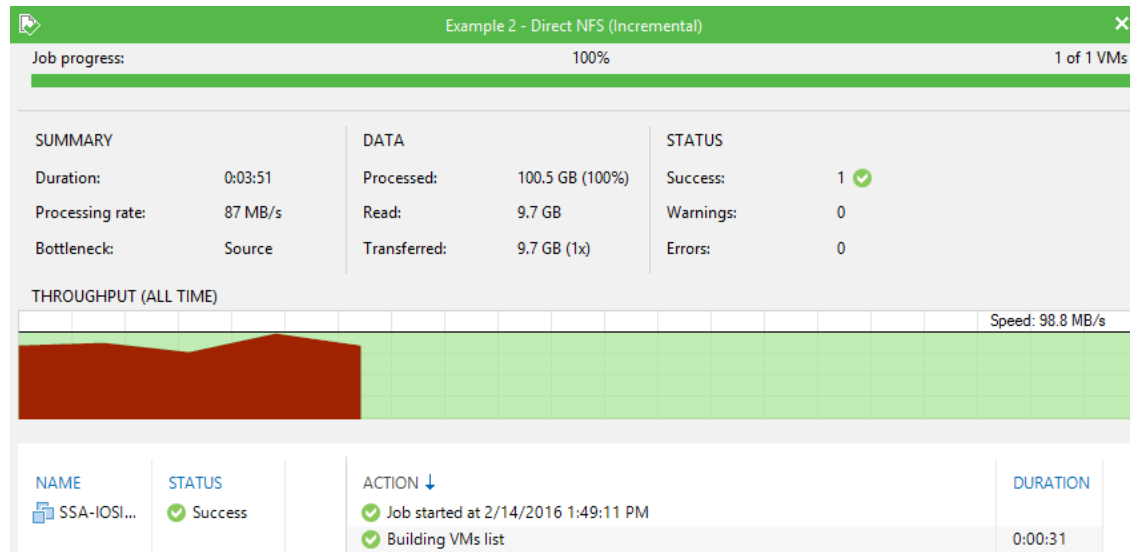 Example 2 - Direct NFS (Incremental)
Job progress: 100% 1 of 1 VMs
SUMMARY DATA STATUS
Duration: 0:03:51 Processed: 100.5 GB (100%) Success: 1
Processing rate: 87 MB/s Read: 9.7 GB Warnings: 0
Bottleneck: Source Transferred: 9.7 GB (1x) Errors: 0
THROUGHPUT (ALL TIME)
Speed: 98.8 MB/s
NAME STATUS ACTION ↓ DURATION
SSA-IOSI... Success Job started at 2/14/2016 1:49:11 PM
Building VMs list 0:00:31